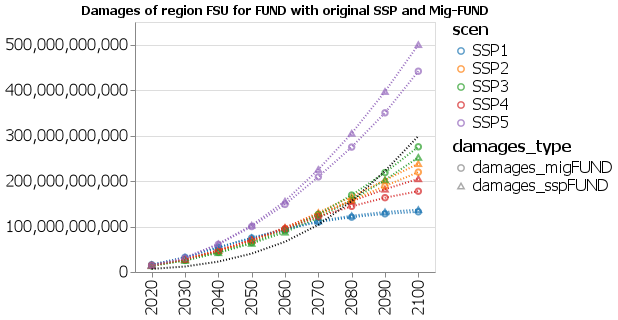 Damages of region FSU for FUND with original SSP and Mig-FUND
500,000,000,000
400,000,000,000
300,000,000,000
200,000,000,000
100,000,000,000
0
2020
2030
2040
2050
2060
2070
2080
2090
2100
scen
SSP1
SSP2
SSP3
SSP4
SSP5
damages_type
damages_migFUND
damages_sspFUND